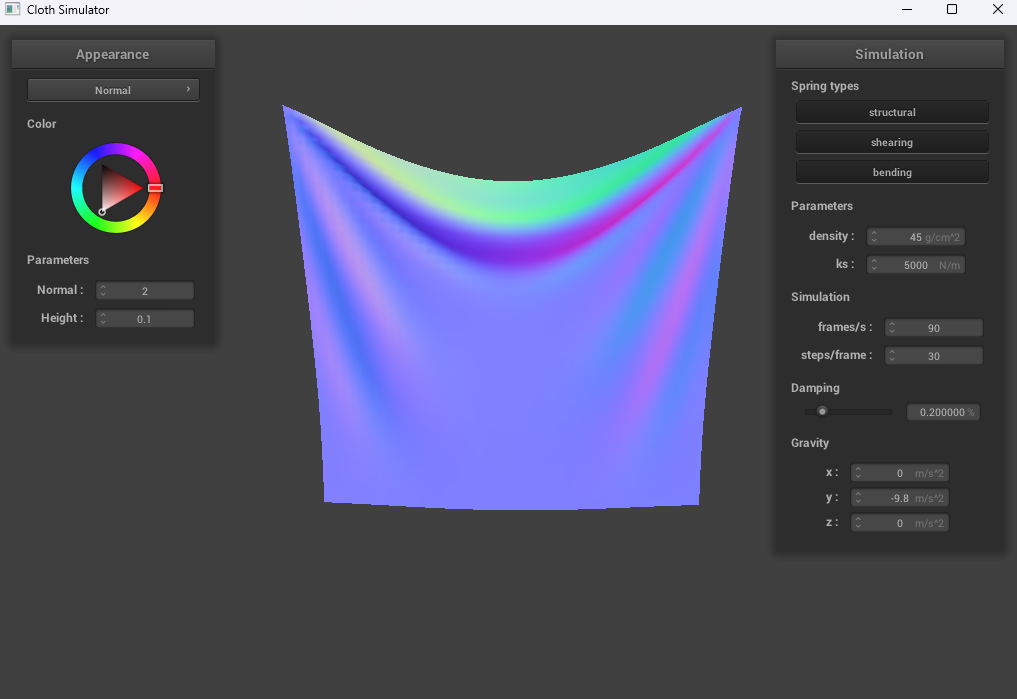 Cloth Simulator
Appearance
Normal
Color
Parameters
Normal : 2
Height : 0.1
Simulation
Spring types
structural
shearing
bending
Parameters
density : 45 g/cm^2
ks : 5000 N/m
Simulation
frames/s : 90
steps/frame : 30
Damping
0.200000 %
Gravity
x : 0 m/s^2
y : -9.8 m/s^2
z : 0 m/s^2